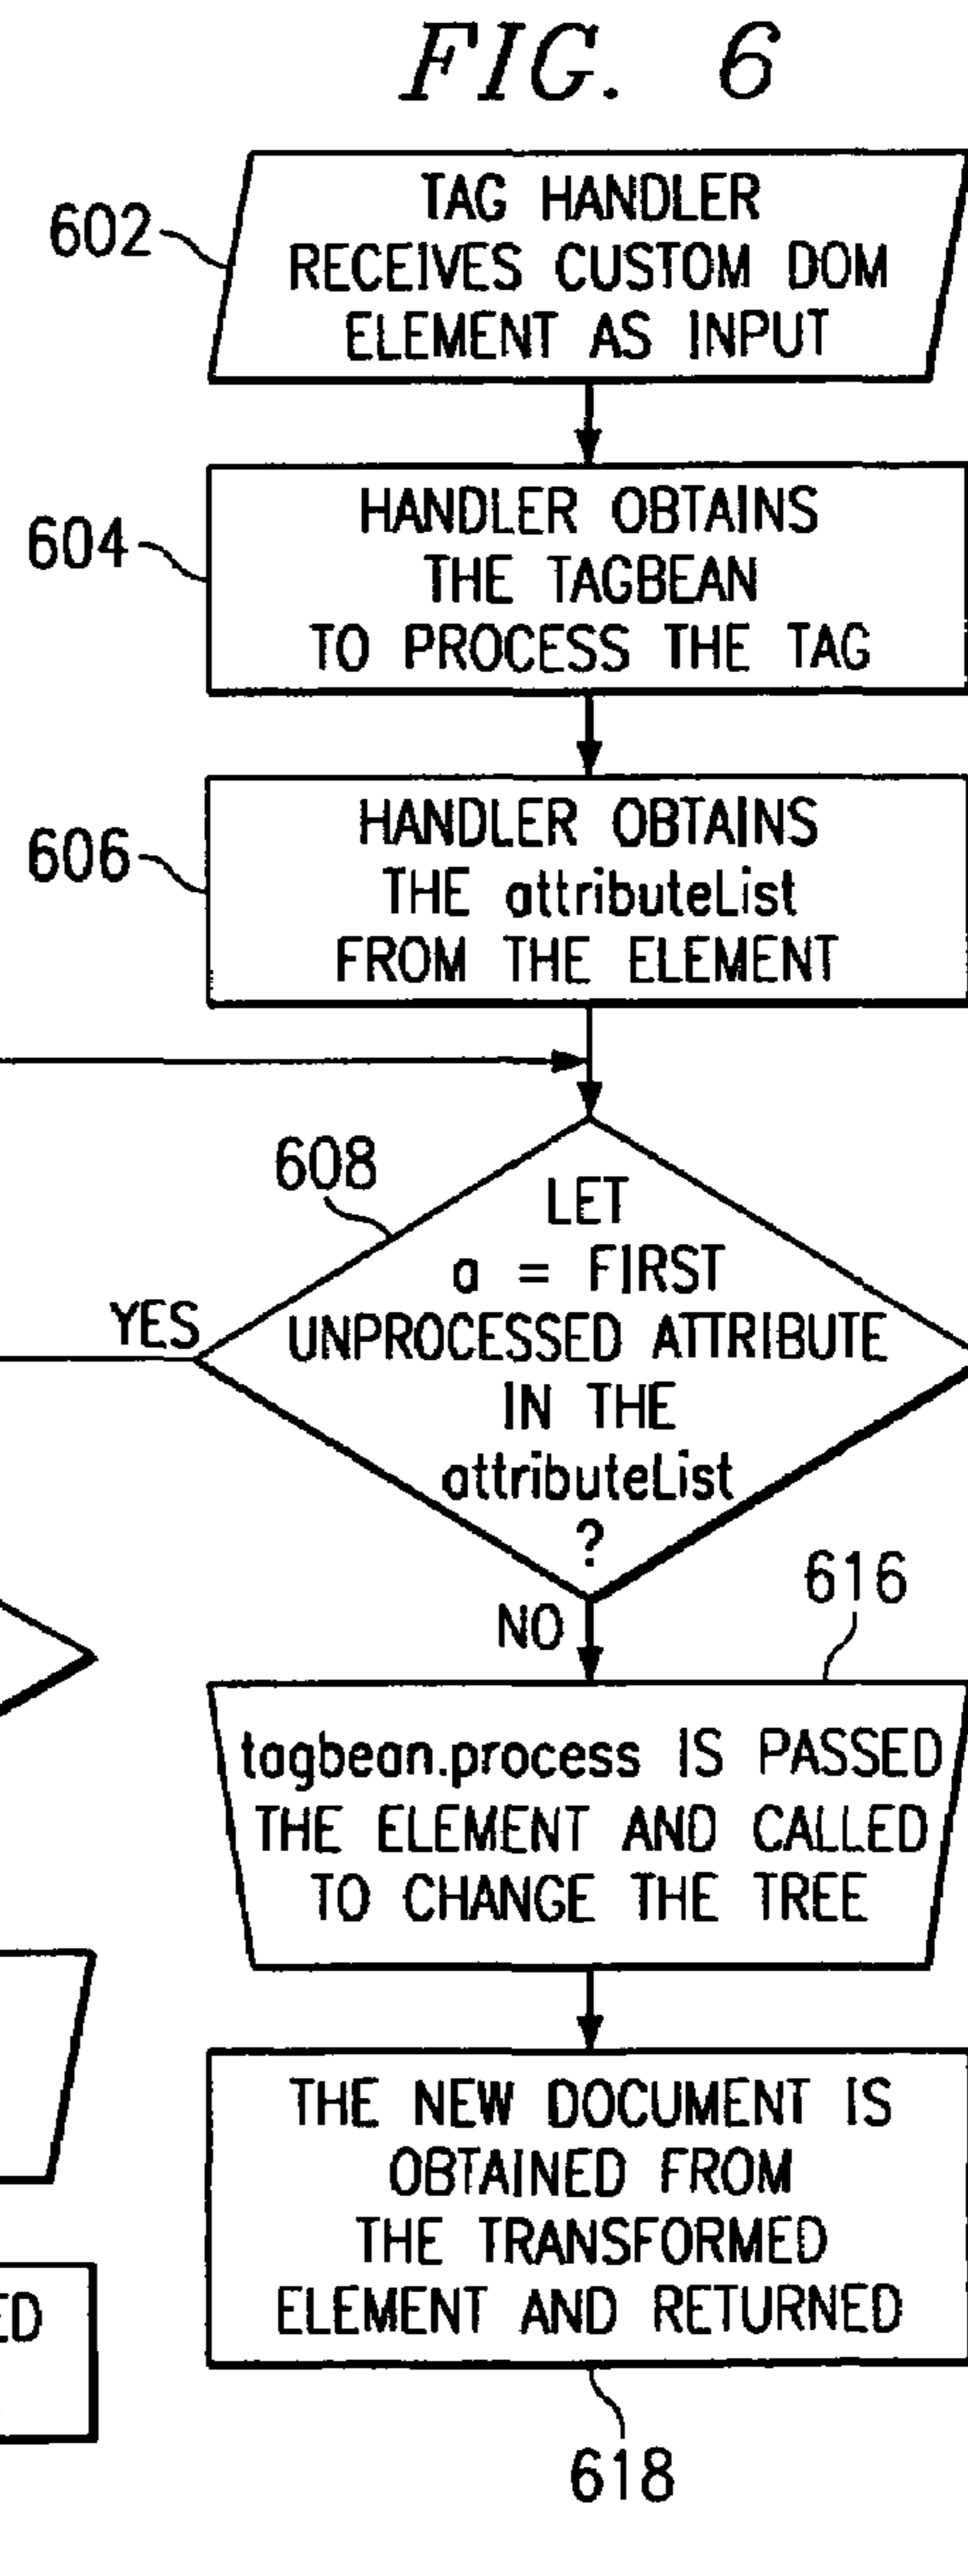 FIG. 6
602
TAG HANDLER
RECEIVES CUSTOM DOM
ELEMENT AS INPUT
604
HANDLER OBTAINS
THE TAGBEAN
TO PROCESS THE TAG
606
HANDLER OBTAINS
THE attributeList
FROM THE ELEMENT
608
LET
a = FIRST
UNPROCESSED ATTRIBUTE
IN THE
attributeList
?
YES
NO
616
tagbean.process IS PASSED
THE ELEMENT AND CALLED
TO CHANGE THE TREE
THE NEW DOCUMENT IS
OBTAINED FROM
THE TRANSFORMED
ELEMENT AND RETURNED
618